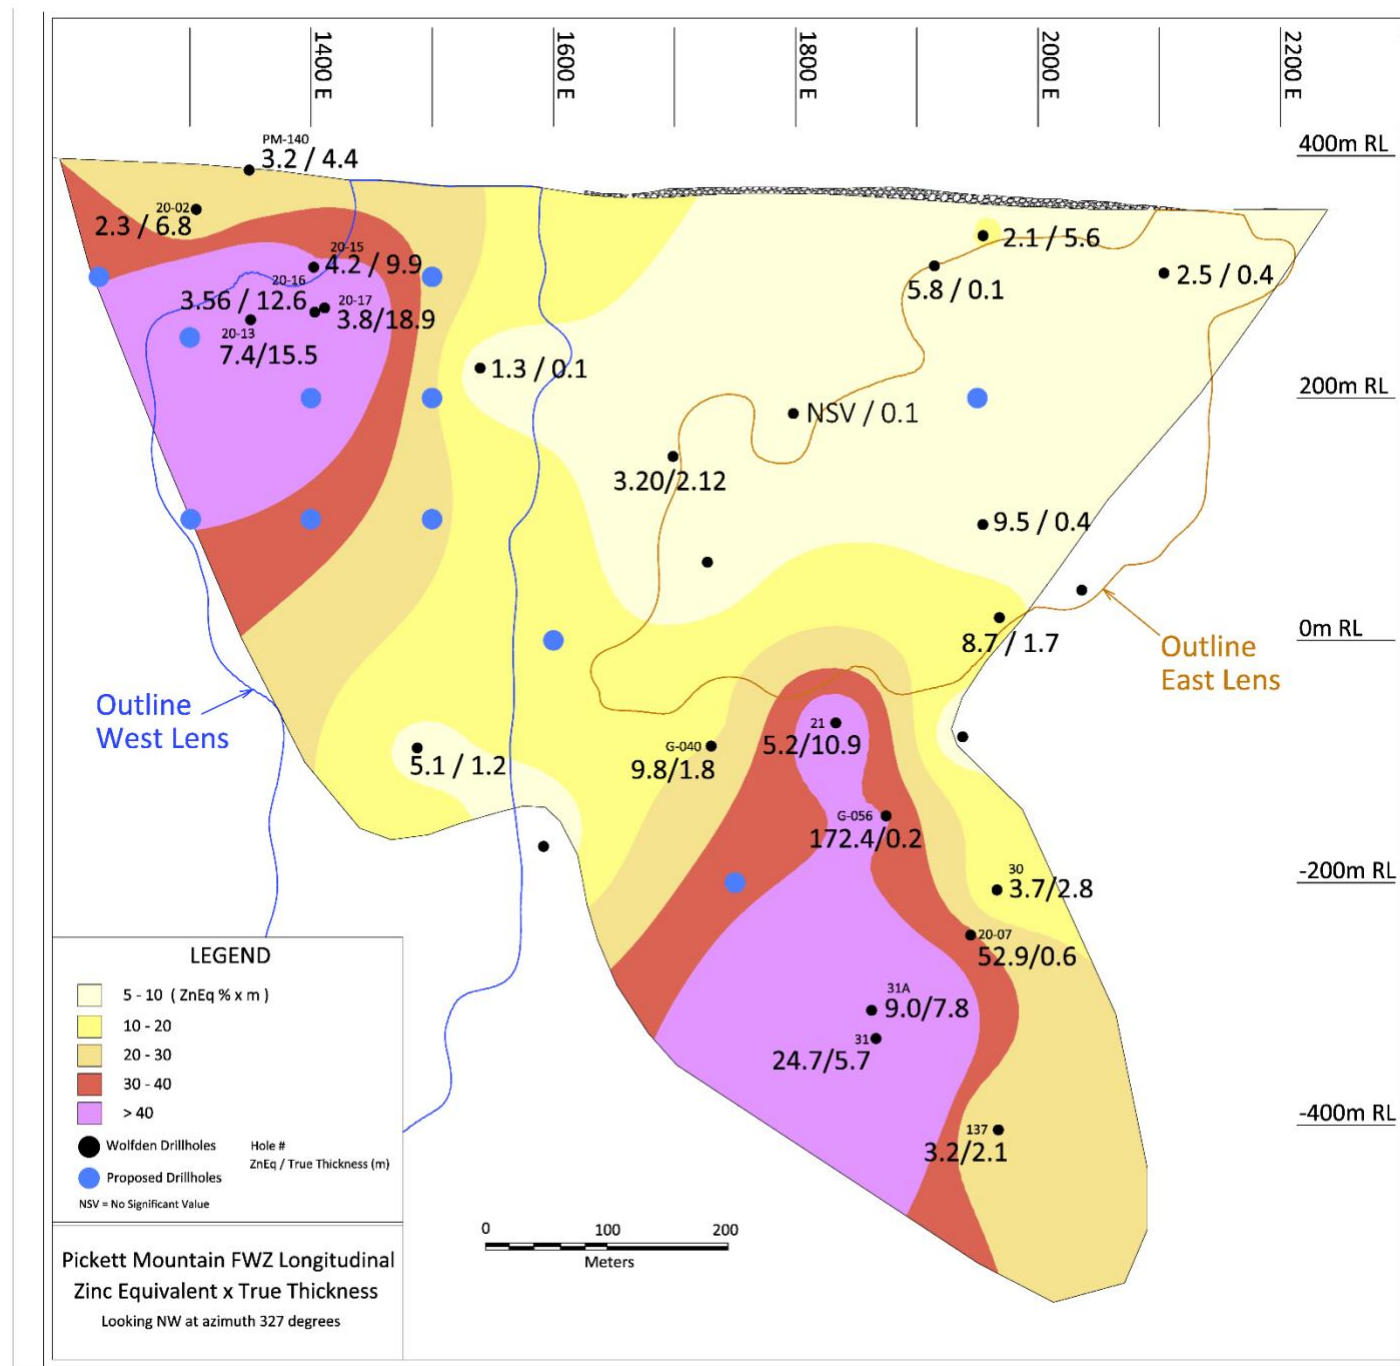 1400 E
1600 E
1800 E
2000 E
2200 E
400m RL
PM-140
3.2 / 4.4
20-02
2.3 / 6.8
2.1 / 5.6
20-15
4.2 / 9.9
2.5 / 0.4
20-16
5.8 / 0.1
3.56 / 12.6
20-17
3.8/18.9
20-13
7.4/15.5
1.3 / 0.1
200m RL
NSV / 0.1
3.20/2.12
9.5 / 0.4
0m RL
8.7 / 1.7
Outline
East Lens
Outline
West Lens
21
5.2/10.9
G-040
9.8/1.8
5.1 / 1.2
G-056
172.4/0.2
-200m RL
30
3.7/2.8
20-07
52.9/0.6
31A
9.0/7.8
31
24.7/5.7
-400m RL
137
3.2/2.1
LEGEND
5 - 10 ( ZnEq % x m )
10 - 20
20 - 30
30 - 40
> 40
Wolfden Drillholes
Hole #
ZnEq / True Thickness (m)
Proposed Drillholes
NSV = No Significant Value
0 100 200
Meters
Pickett Mountain FWZ Longitudinal
Zinc Equivalent x True Thickness
Looking NW at azimuth 327 degrees